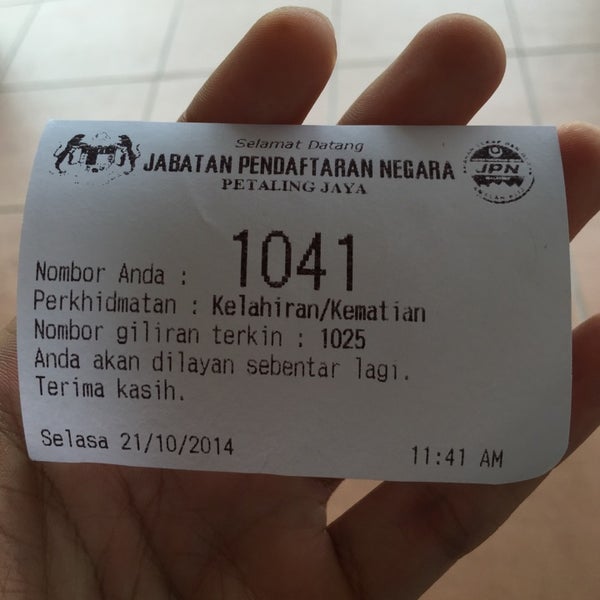 Selamat Datang
JABATAN PENDAFTARAN NEGARA
JPN
PETALING JAYA
Nombor Anda : 1041
Perkhidmatan : Kelahiran/Kematian
Nombor giliran terkin : 1025
Anda akan dilayan sebentar lagi.
Terima kasih.
Selasa 21/10/2014 11:41 AM